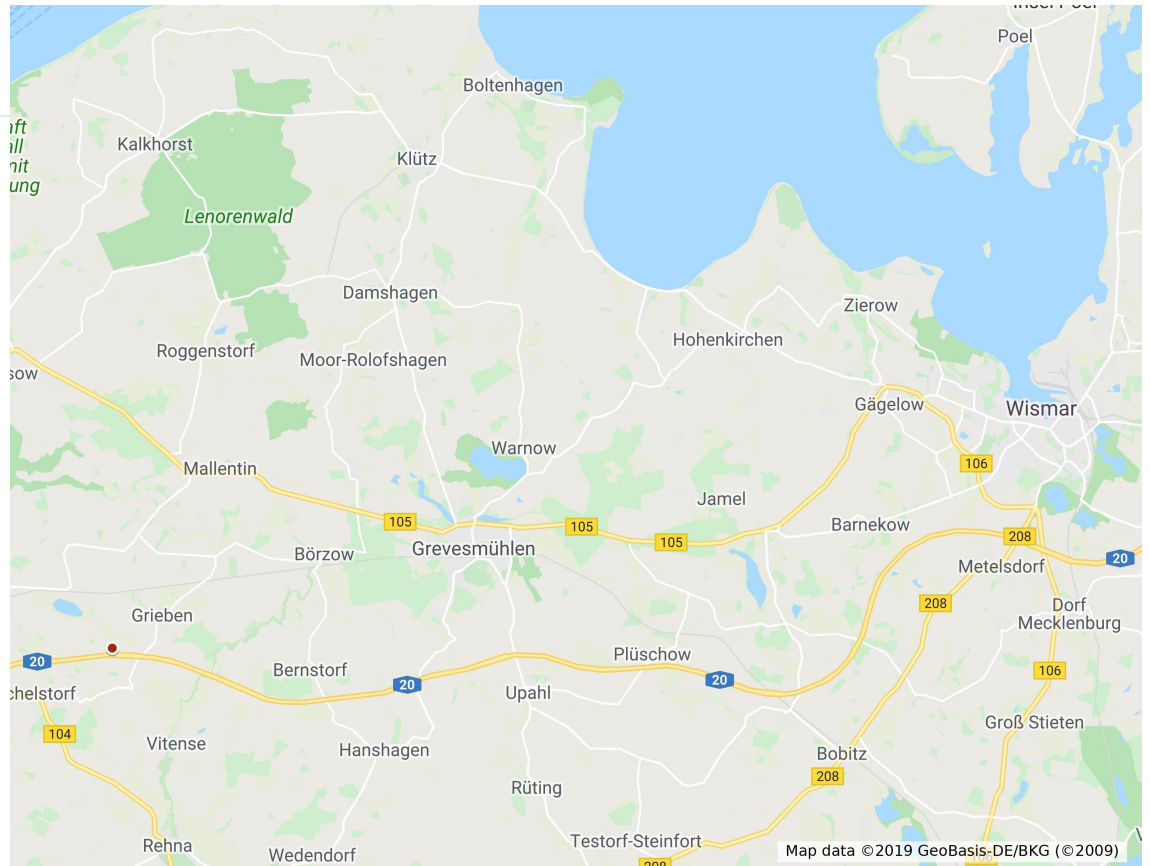 Poel
Boltenhagen
Kalkhorst
Klütz
Lenorenwald
Damshagen
Zierow
Hohenkirchen
Roggenstorf
Moor-Rolofshagen
Gägelow
Wismar
Warnow
106
Mallentin
Jamel
105
105
Barnekow
208
105
Grevesmühlen
Börzow
20
Metelsdorf
208
Dorf
Mecklenburg
Grieben
Plüschow
20
Bernstorf
106
20
20
Upahl
chelstorf
Groß Stieten
104
Vitense
Hanshagen
Bobitz
208
Rüting
Testorf-Steinfort
Rehna
Wedendorf
Map data ©2019 GeoBasis-DE/BKG (©2009)